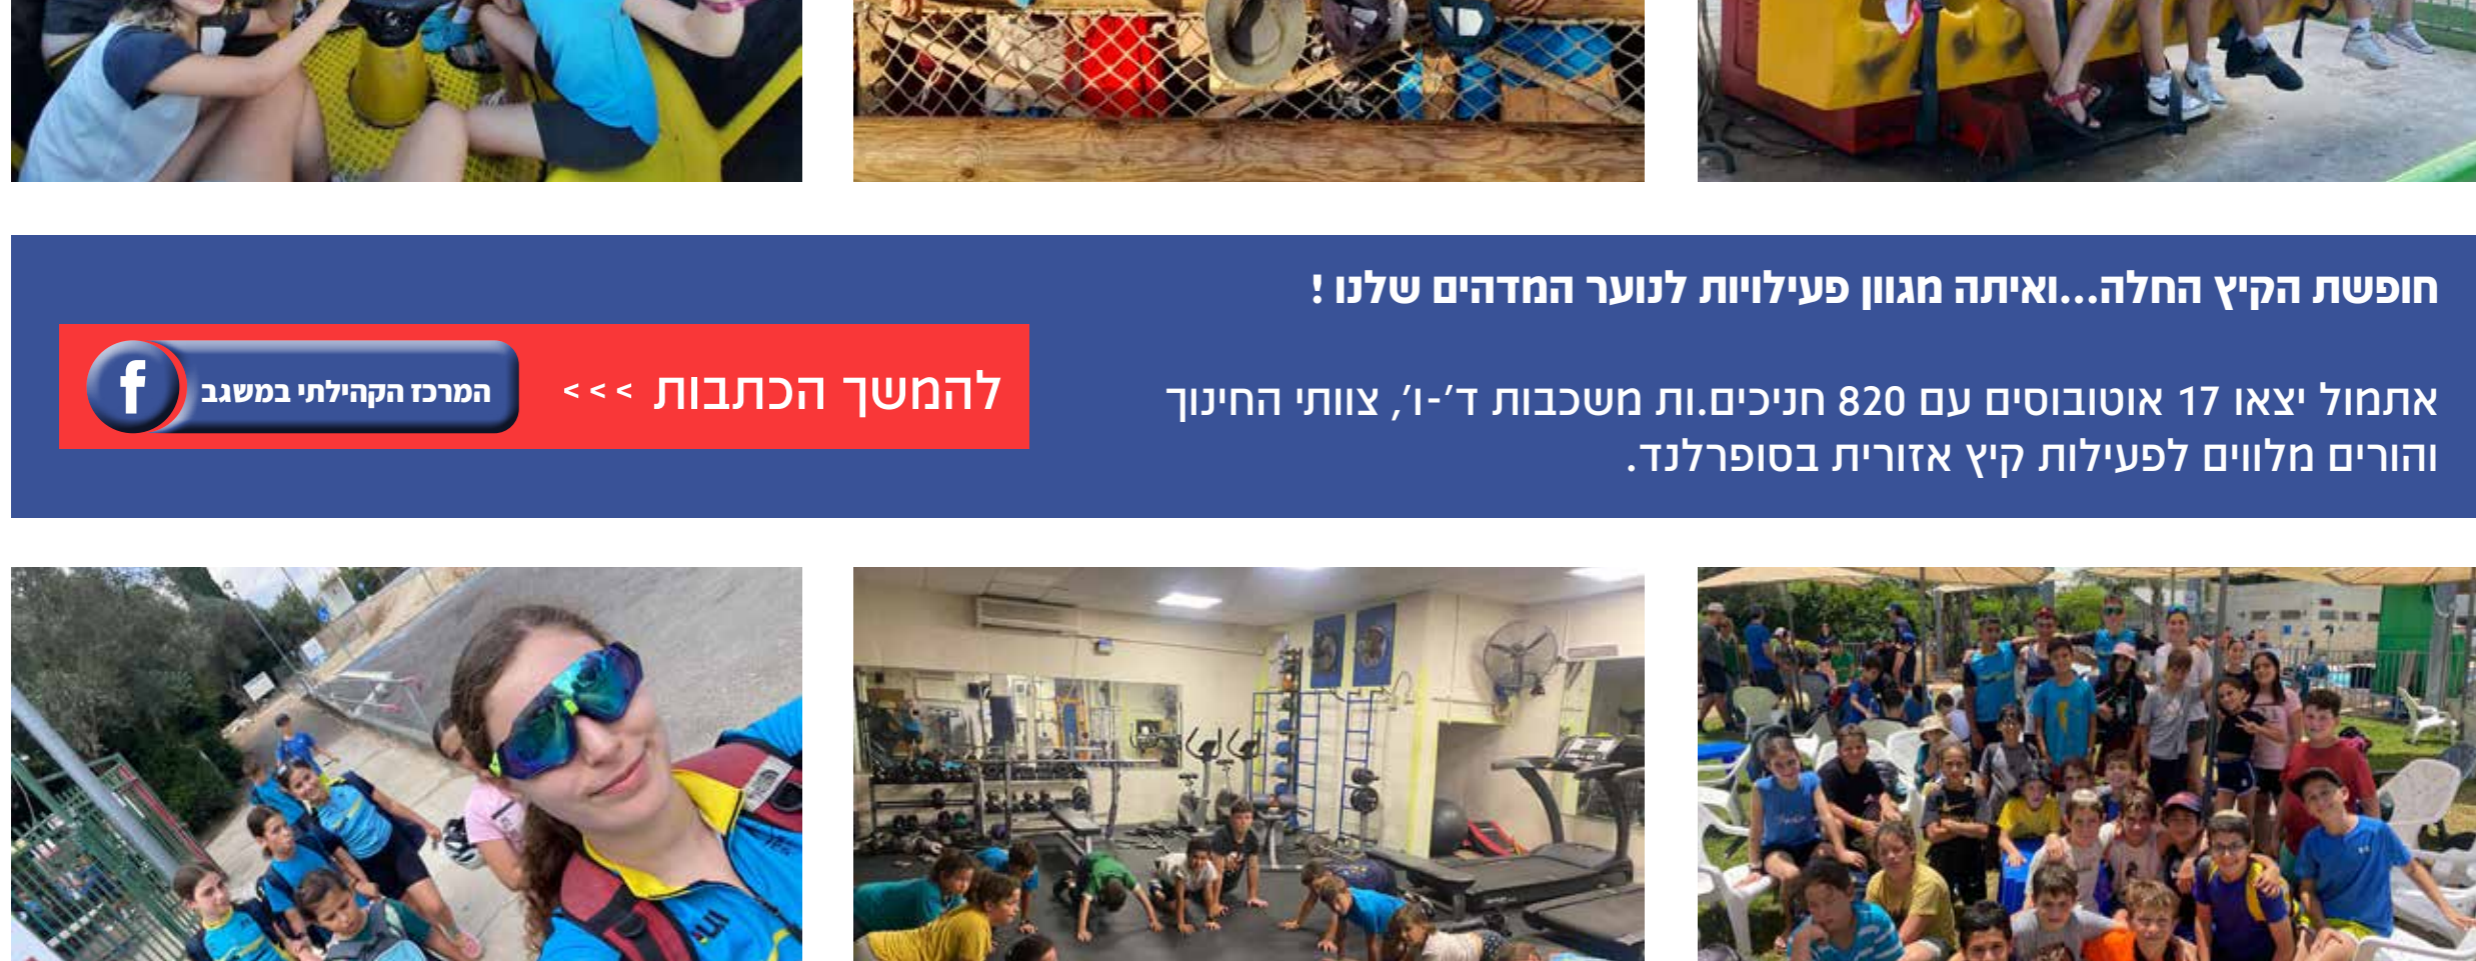 חופשת הקיץ החלה...ואיתה מגוון פעילויות לנוער המדהים שלנו !
אתמול יצאו 17 אוטובוסים עם 820 חניכים.ות משכבות ד'-ו', צוותי החינוך
והורים מלווים לפעילות קיץ אזורית בסופרלנד.
להמשך הכתבות >>>
המרכז הקהילתי במשגב
f